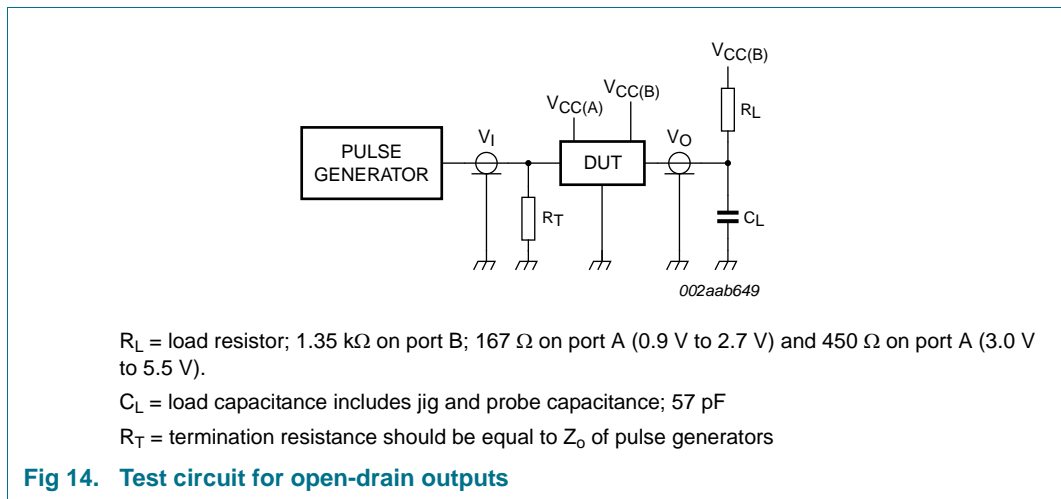 VCC(B)
VCC(B)
VCC(A)
RL
VI
VO
PULSE
GENERATOR
DUT
RT
CL
002aab649
RL = load resistor; 1.35 kΩ on port B; 167 Ω on port A (0.9 V to 2.7 V) and 450 Ω on port A (3.0 V
to 5.5 V).
CL = load capacitance includes jig and probe capacitance; 57 pF
RT = termination resistance should be equal to Zo of pulse generators
Fig 14. Test circuit for open-drain outputs